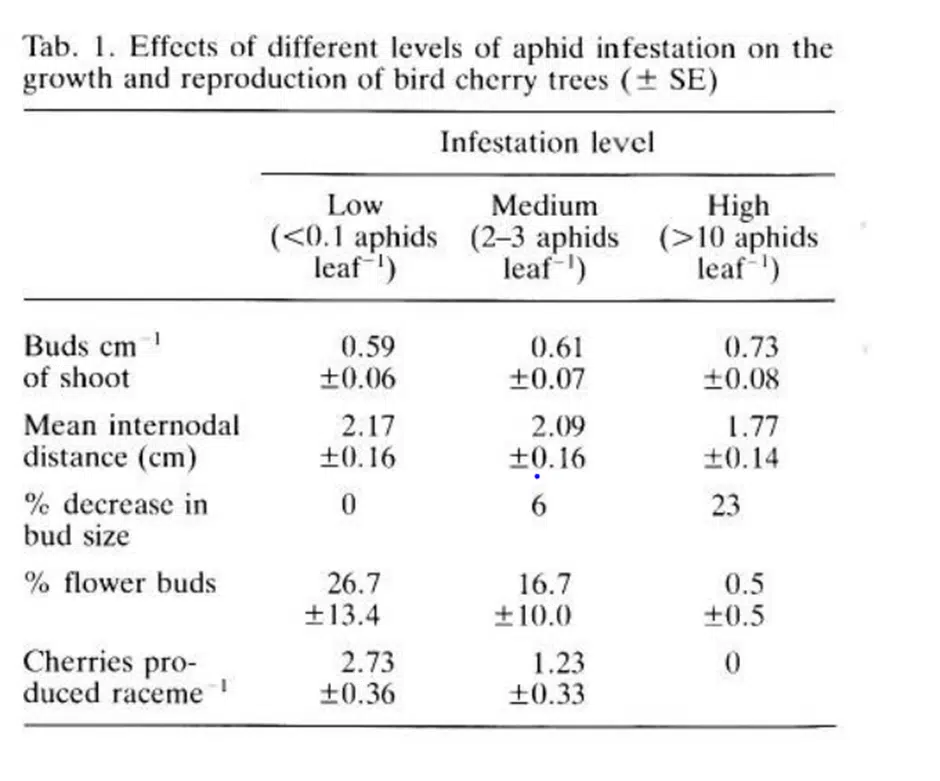 Tab. 1. Effects of different levels of aphid infestation on the
growth and reproduction of bird cherry trees (± SE)
Infestation level
Low Medium High
(<0.1 aphids (2–3 aphids (>10 aphids
leaf⁻¹) leaf⁻¹) leaf⁻¹)
Buds cm⁻¹ 0.59 0.61 0.73
of shoot ±0.06 ±0.07 ±0.08
Mean internodal 2.17 2.09 1.77
distance (cm) ±0.16 ±0.16 ±0.14
% decrease in 0 6 23
bud size
% flower buds 26.7 16.7 0.5
±13.4 ±10.0 ±0.5
Cherries pro- 2.73 1.23 0
duced raceme⁻¹ ±0.36 ±0.33